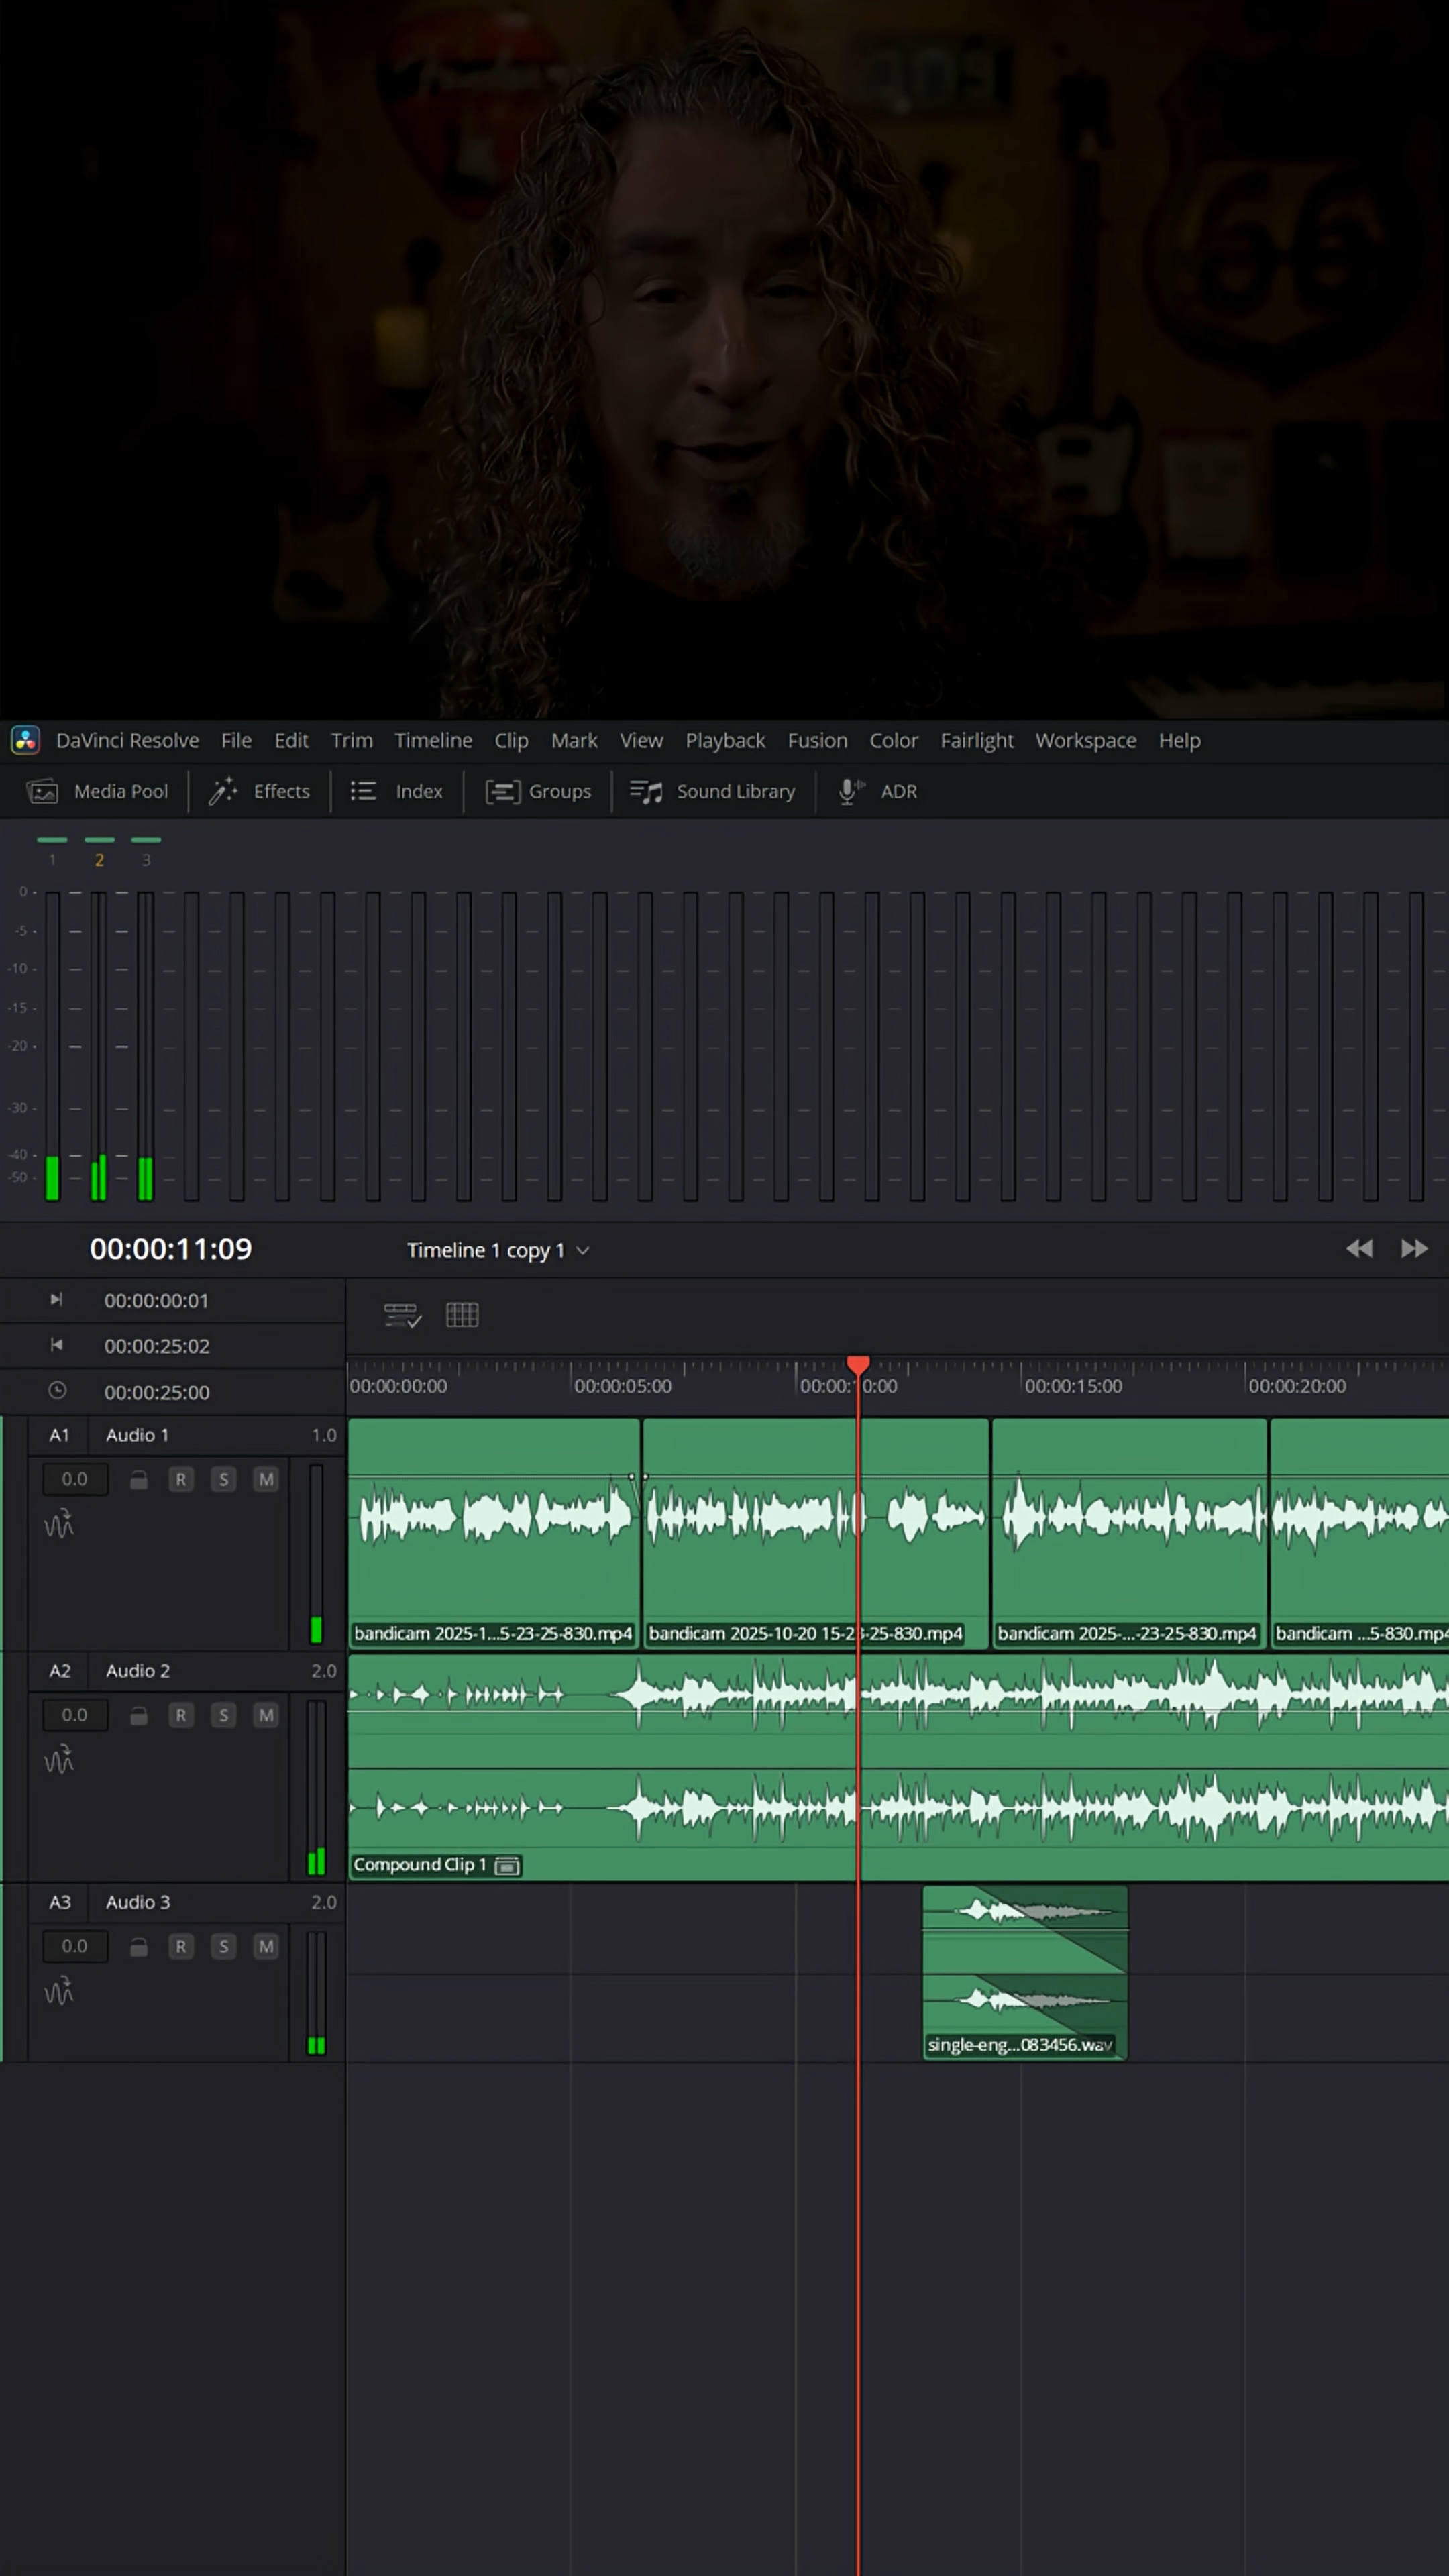 Fender
66
DaVinci Resolve File Edit Trim Timeline Clip Mark View Playback Fusion Color Fairlight Workspace Help
Media Pool Effects Index Groups Sound Library ADR
1 2 3
0
-5
-10
-15
-20
-30
-40
-50
00:00:11:09 Timeline 1 copy 1
00:00:00:01
00:00:25:02
00:00:25:00
00:00:00:00 00:00:05:00 00:00:10:00 00:00:15:00 00:00:20:00
A1 Audio 1 1.0
0.0 R S M
bandicam 2025-1...5-23-25-830.mp4 bandicam 2025-10-20 15-23-25-830.mp4 bandicam 2025-...-23-25-830.mp4 bandicam ...5-830.mp4
A2 Audio 2 2.0
0.0 R S M
Compound Clip 1
A3 Audio 3 2.0
0.0 R S M
single-eng...083456.wav